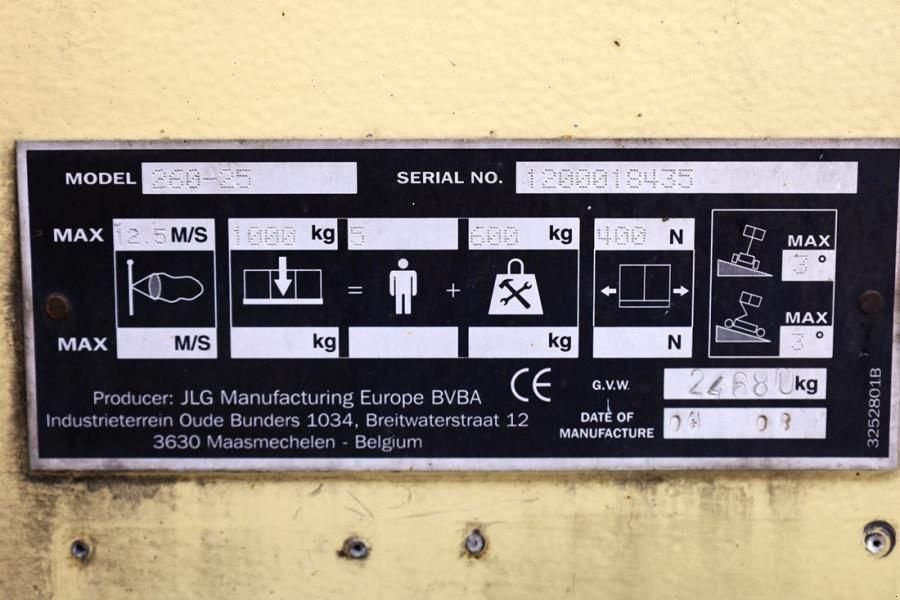 MODEL 260-25 SERIAL NO. 1200018435
MAX 12.5 M/S 1000 kg 5 600 kg 400 N
= +
MAX 3°
MAX 3°
MAX M/S kg kg N
Producer: JLG Manufacturing Europe BVBA
Industrieterrein Oude Bunders 1034, Breitwaterstraat 12
3630 Maasmechelen - Belgium
CE
G.V.W. kg
DATE OF
MANUFACTURE
3252801B